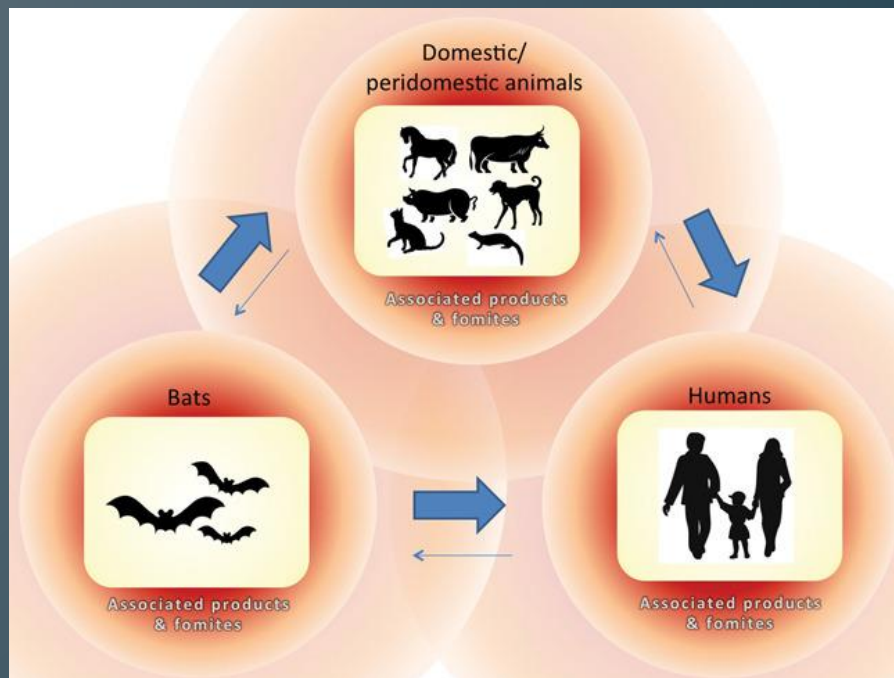 Domestic/
peridomestic animals
Associated products
& fomites
Bats
Associated products
& fomites
Humans
Associated products
& fomites